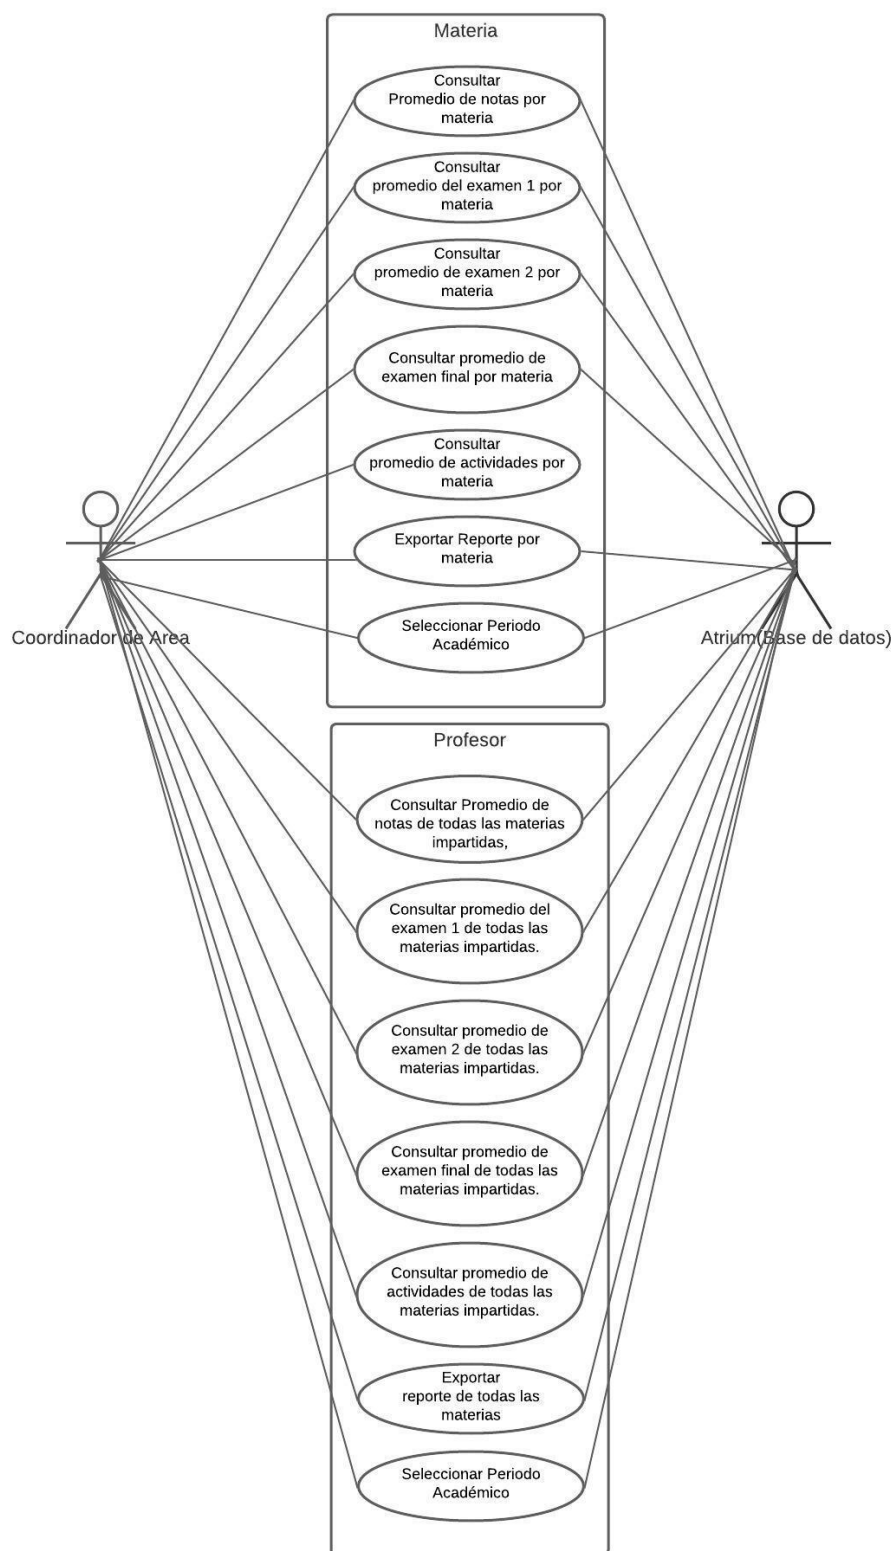 Materia
Consultar
Promedio de notas por
materia
Consultar
promedio del examen 1 por
materia
Consultar
promedio de examen 2 por
materia
Consultar promedio de
examen final por materia
Consultar
promedio de actividades por
materia
Exportar Reporte por
materia
Seleccionar Periodo
Académico
Coordinador de Area
Atrium(Base de datos)
Profesor
Consultar Promedio de
notas de todas las materias
impartidas,
Consultar promedio del
examen 1 de todas las
materias impartidas.
Consultar promedio de
examen 2 de todas las
materias impartidas.
Consultar promedio de
examen final de todas las
materias impartidas.
Consultar promedio de
actividades de todas las
materias impartidas.
Exportar
reporte de todas las
materias
Seleccionar Periodo
Académico